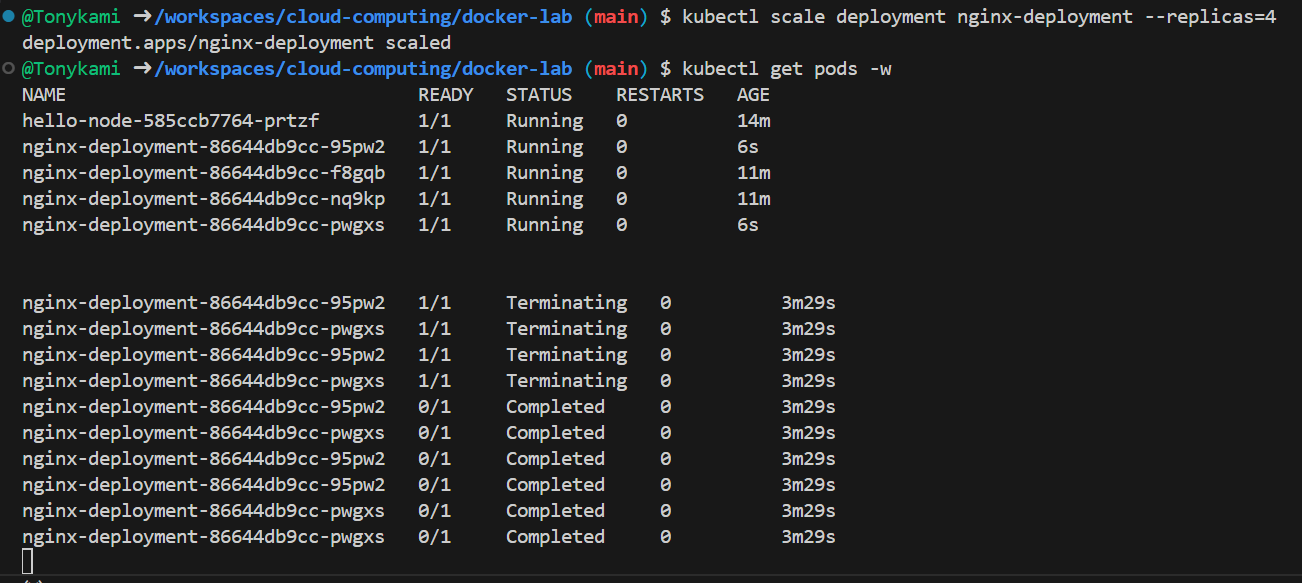 @Tonykami ➜/workspaces/cloud-computing/docker-lab (main) $ kubectl scale deployment nginx-deployment --replicas=4
deployment.apps/nginx-deployment scaled
@Tonykami ➜/workspaces/cloud-computing/docker-lab (main) $ kubectl get pods -w
NAME READY STATUS RESTARTS AGE
hello-node-585ccb7764-prtzf 1/1 Running 0 14m
nginx-deployment-86644db9cc-95pw2 1/1 Running 0 6s
nginx-deployment-86644db9cc-f8gqb 1/1 Running 0 11m
nginx-deployment-86644db9cc-nq9kp 1/1 Running 0 11m
nginx-deployment-86644db9cc-pwgxs 1/1 Running 0 6s
nginx-deployment-86644db9cc-95pw2 1/1 Terminating 0 3m29s
nginx-deployment-86644db9cc-pwgxs 1/1 Terminating 0 3m29s
nginx-deployment-86644db9cc-95pw2 1/1 Terminating 0 3m29s
nginx-deployment-86644db9cc-pwgxs 1/1 Terminating 0 3m29s
nginx-deployment-86644db9cc-95pw2 0/1 Completed 0 3m29s
nginx-deployment-86644db9cc-pwgxs 0/1 Completed 0 3m29s
nginx-deployment-86644db9cc-95pw2 0/1 Completed 0 3m29s
nginx-deployment-86644db9cc-95pw2 0/1 Completed 0 3m29s
nginx-deployment-86644db9cc-pwgxs 0/1 Completed 0 3m29s
nginx-deployment-86644db9cc-pwgxs 0/1 Completed 0 3m29s